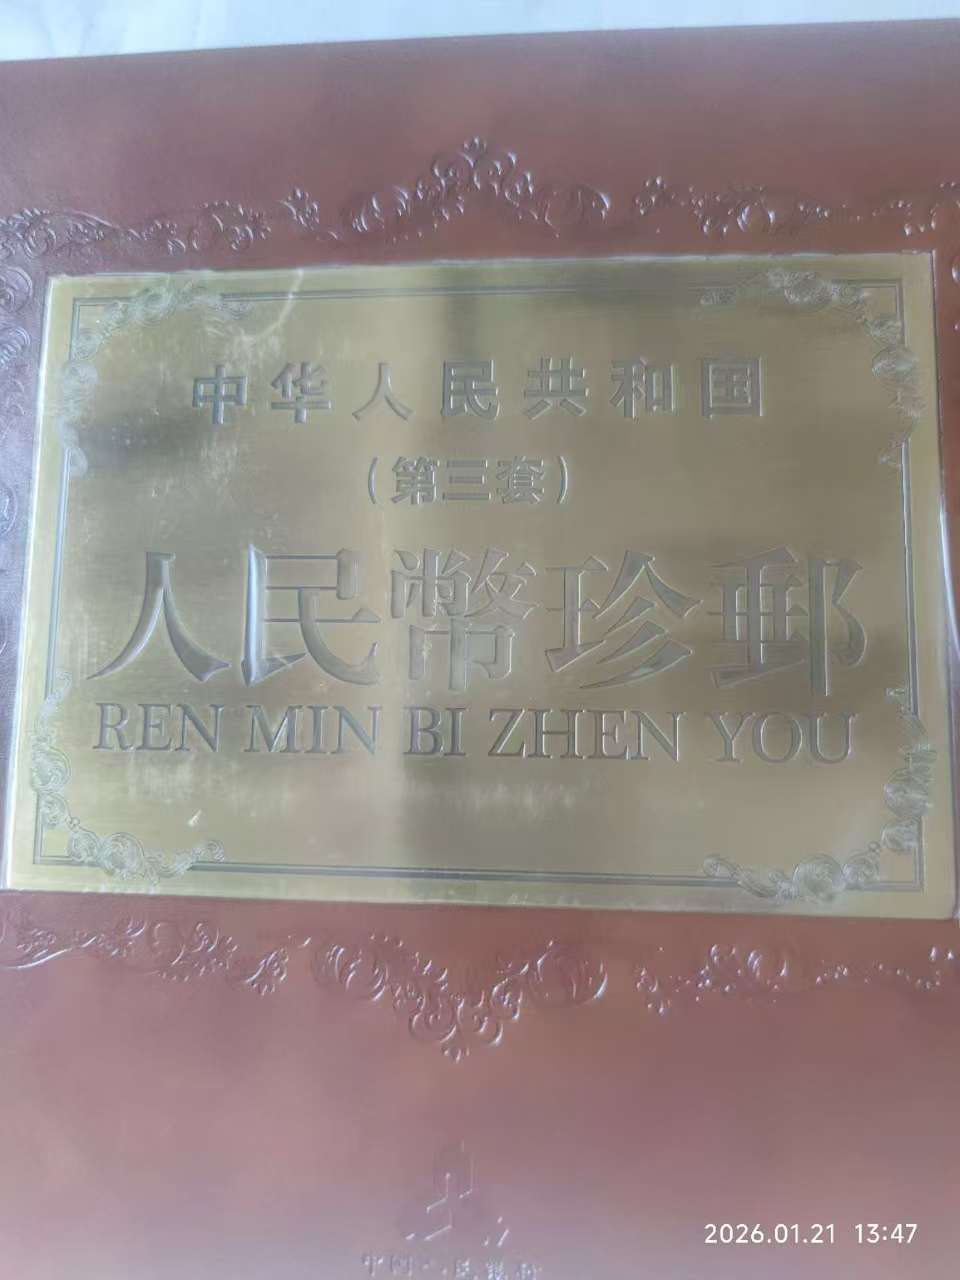 中华人民共和国
（第三套）
人民幣珍郵
REN MIN BI ZHEN YOU
2026.01.21 13:47